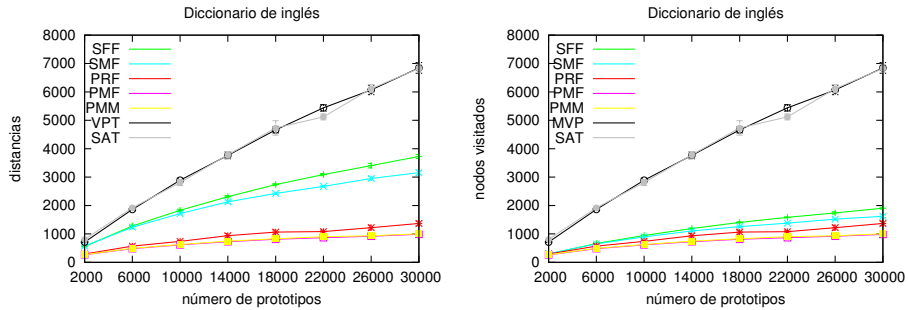 Diccionario de inglés
8000
7000
6000
5000
4000
3000
2000
1000
0
distancias
SFF
SMF
PRF
PMF
PMM
VPT
SAT
2000 6000 10000 14000 18000 22000 26000 30000
número de prototipos
Diccionario de inglés
8000
7000
6000
5000
4000
3000
2000
1000
0
nodos visitados
SFF
SMF
PRF
PMF
PMM
MVP
SAT
2000 6000 10000 14000 18000 22000 26000 30000
número de prototipos